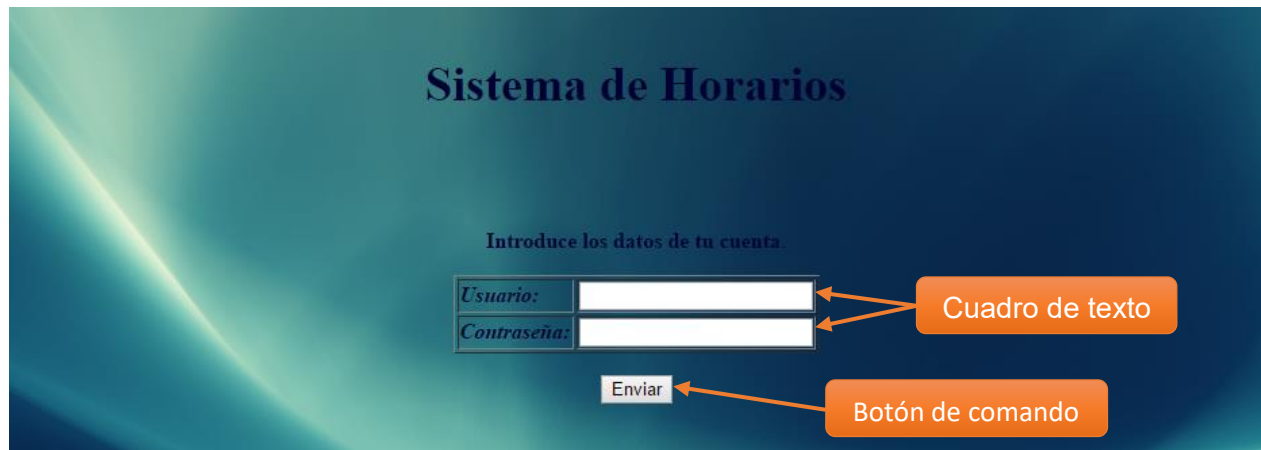 Sistema de Horarios
Introduce los datos de tu cuenta.
Usuario:
Cuadro de texto
Contraseña:
Enviar
Botón de comando